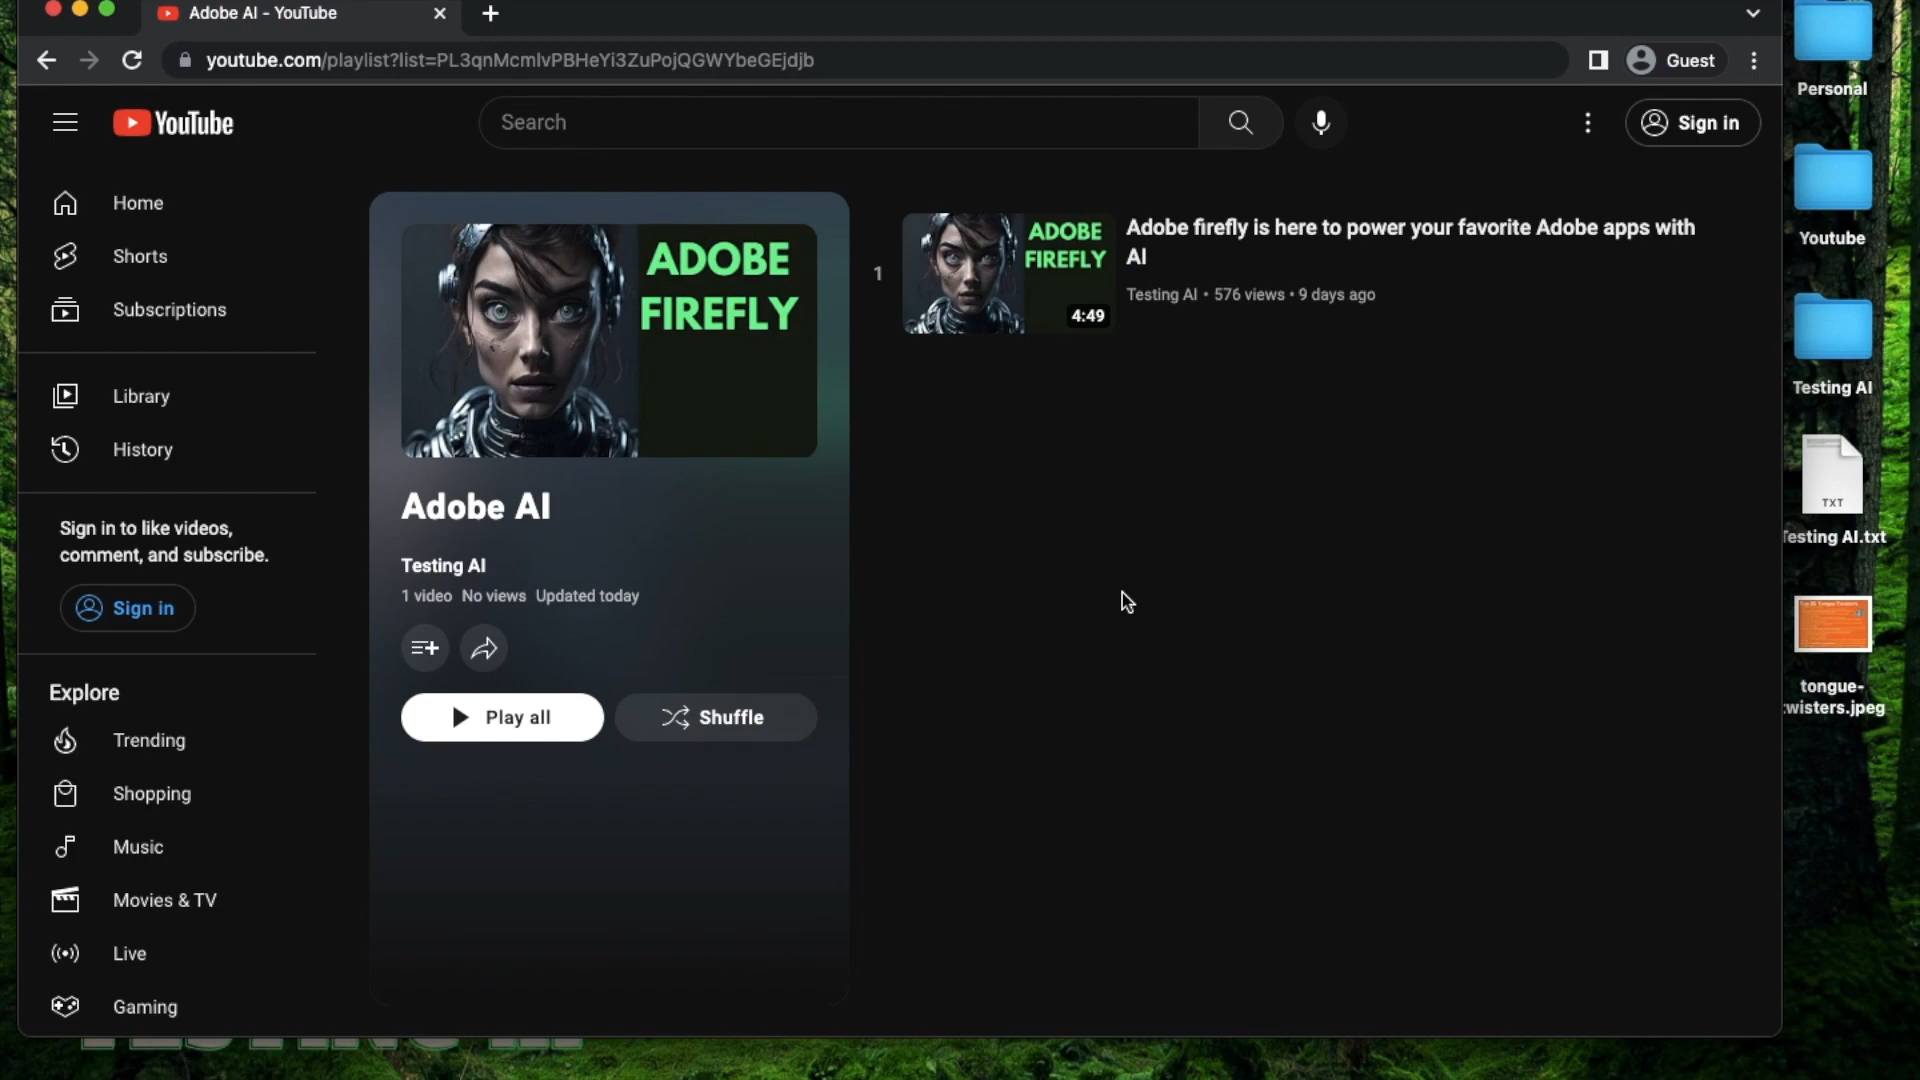 Adobe AI - YouTube
youtube.com/playlist?list=PL3qnMcmlvPBHeYi3ZuPojQGWYbeGEjdjb
Guest
YouTube
Search
Sign in
Home
Shorts
Subscriptions
Library
History
Sign in to like videos,
comment, and subscribe.
Sign in
Explore
Trending
Shopping
Music
Movies & TV
Live
Gaming
ADOBE
FIREFLY
Adobe AI
Testing AI
1 video No views Updated today
Play all
Shuffle
1
ADOBE
FIREFLY
4:49
Adobe firefly is here to power your favorite Adobe apps with
AI
Testing AI • 576 views • 9 days ago
Personal
Youtube
Testing AI
TXT
Testing AI.txt
tongue-
twisters.jpeg